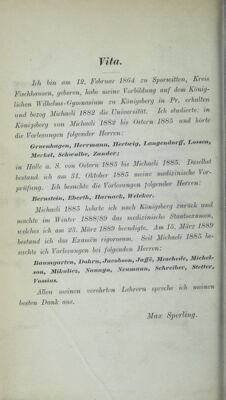 Vita.
Ich bin am 12. Februar 1864 zu Sporwitten, Kreis
Fischhausen, geboren, habe meine Vorbildung auf dem König-
lichen Wilhelms-Gymnasium zu Königsberg in Pr. erhalten
und bezog Michaeli 1882 die Universität. Ich studierte: in
Königsberg von Michaeli 1882 bis Ostern 1885 und hörte
die Vorlesungen folgender Herren:
Gruenhagen, Herrmann, Hertwig, Langendorff, Lossen,
Merkel, Schwalbe, Zander;
in Halle a. S. von Ostern 1885 bis Michaeli 1885. Daselbst
bestand ich am 31. Oktober 1885 meine medizinische Vor-
prüfung. Ich besuchte die Vorlesungen folgender Herren:
Bernstein, Eberth, Harnack, Welcker.
Michaeli 1885 kehrte ich nach Königsberg zurück und
machte im Winter 1888/89 das medizinische Staatsexamen,
welches ich am 23. März 1889 beendigte. Am 15. März 1889
bestand ich das Examen rigorosum. Seit Michaeli 1885 be-
suchte ich Vorlesungen bei folgenden Herren:
Baumgarten, Dohrn, Jacobson, Jaffé, Meschede, Michel-
son, Mikulicz, Naunyn, Neumann, Schreiber, Stetter,
Vossius.
Allen meinen verehrten Lehrern spreche ich meinen
besten Dank aus.
Max Sperling.